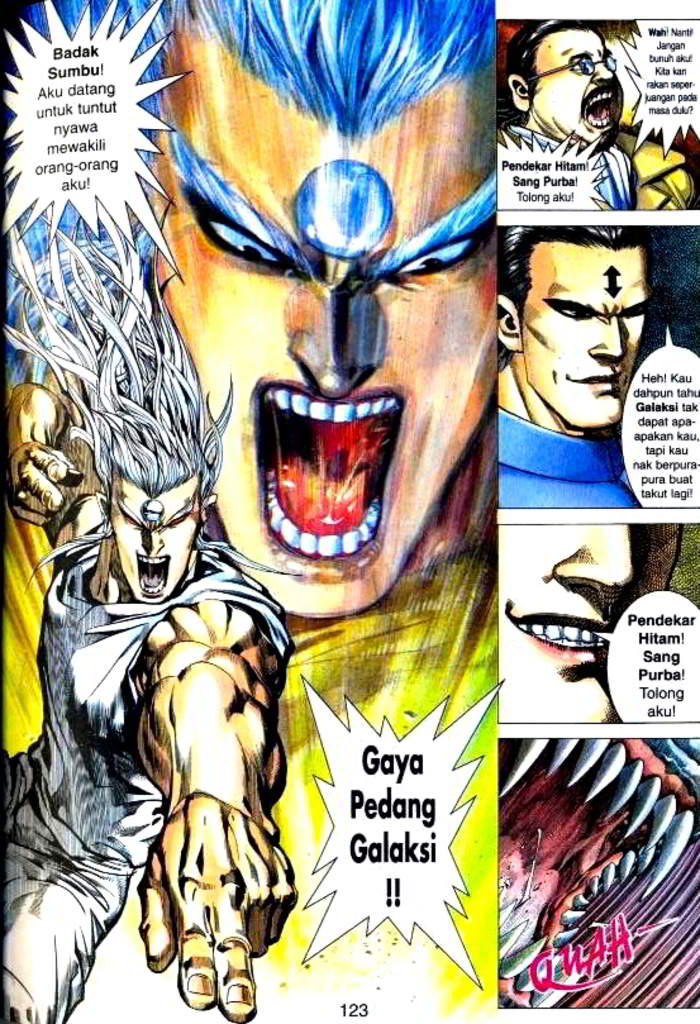 Badak
Sumbu!
Aku datang
untuk tuntut
nyawa
mewakili
orang-orang
aku!
Gaya
Pedang
Galaksi
!!
Wah! Nanti!
Jangan
bunuh aku!
Kita kan
rakan seper-
juangan pada
masa dulu?
Pendekar Hitam!
Sang Purba!
Tolong aku!
Heh! Kau
dahpun tahu
Galaksi tak
dapat apa-
apakan kau,
tapi kau
nak berpura-
pura buat
takut lagi!
Pendekar
Hitam!
Sang
Purba!
Tolong
aku!
QUAH
123